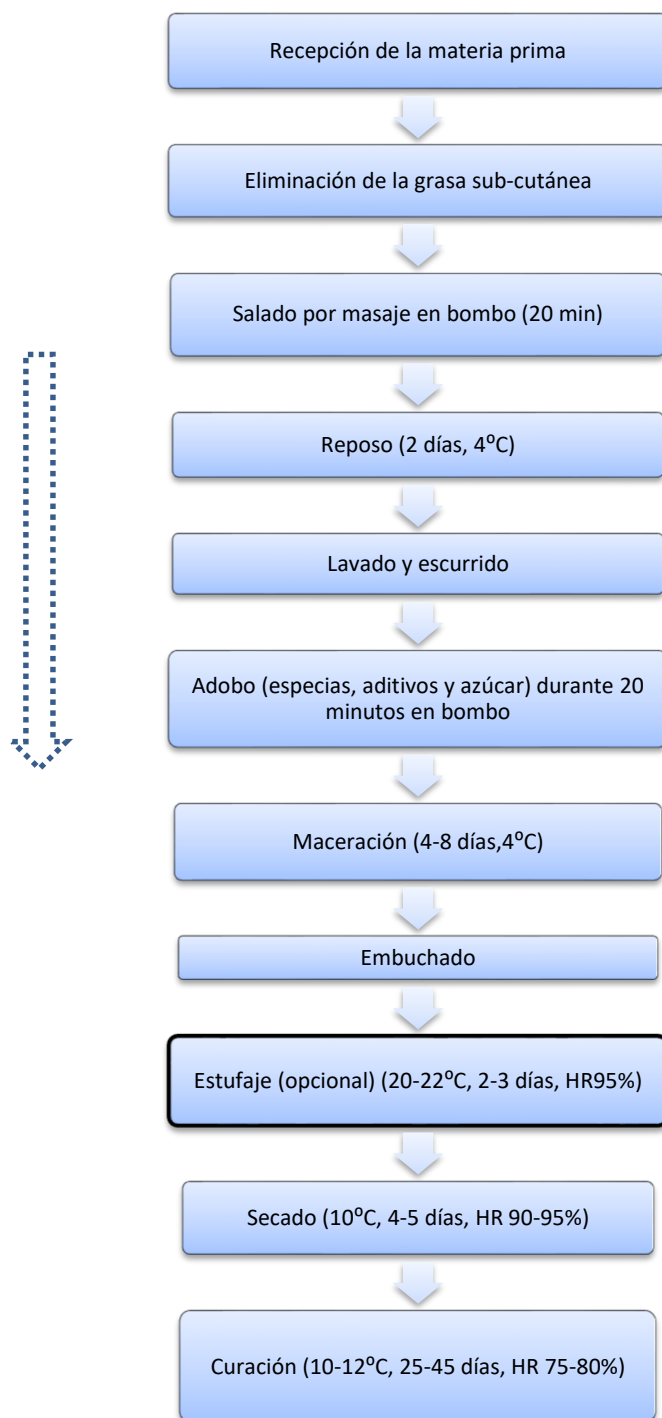 Recepción de la materia prima
Eliminación de la grasa sub-cutánea
Salado por masaje en bombo (20 min)
Reposo (2 días, 4ºC)
Lavado y escurrido
Adobo (especias, aditivos y azúcar) durante 20
minutos en bombo
Maceración (4-8 días,4ºC)
Embuchado
Estufaje (opcional) (20-22ºC, 2-3 días, HR95%)
Secado (10ºC, 4-5 días, HR 90-95%)
Curación (10-12ºC, 25-45 días, HR 75-80%)